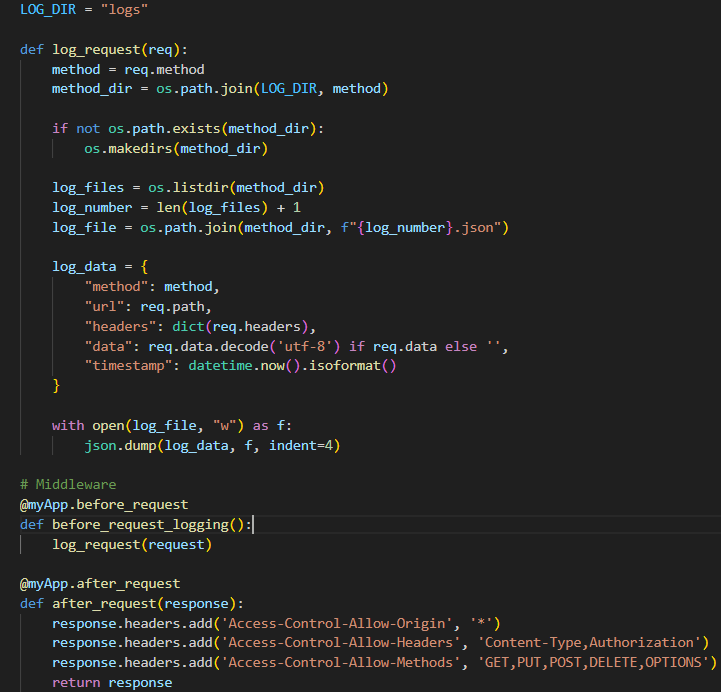 LOG_DIR = "logs"
def log_request(req):
method = req.method
method_dir = os.path.join(LOG_DIR, method)
if not os.path.exists(method_dir):
os.makedirs(method_dir)
log_files = os.listdir(method_dir)
log_number = len(log_files) + 1
log_file = os.path.join(method_dir, f"{log_number}.json")
log_data = {
"method": method,
"url": req.path,
"headers": dict(req.headers),
"data": req.data.decode('utf-8') if req.data else '',
"timestamp": datetime.now().isoformat()
}
with open(log_file, "w") as f:
json.dump(log_data, f, indent=4)
# Middleware
@myApp.before_request
def before_request_logging():
log_request(request)
@myApp.after_request
def after_request(response):
response.headers.add('Access-Control-Allow-Origin', '*')
response.headers.add('Access-Control-Allow-Headers', 'Content-Type,Authorization')
response.headers.add('Access-Control-Allow-Methods', 'GET,PUT,POST,DELETE,OPTIONS')
return response